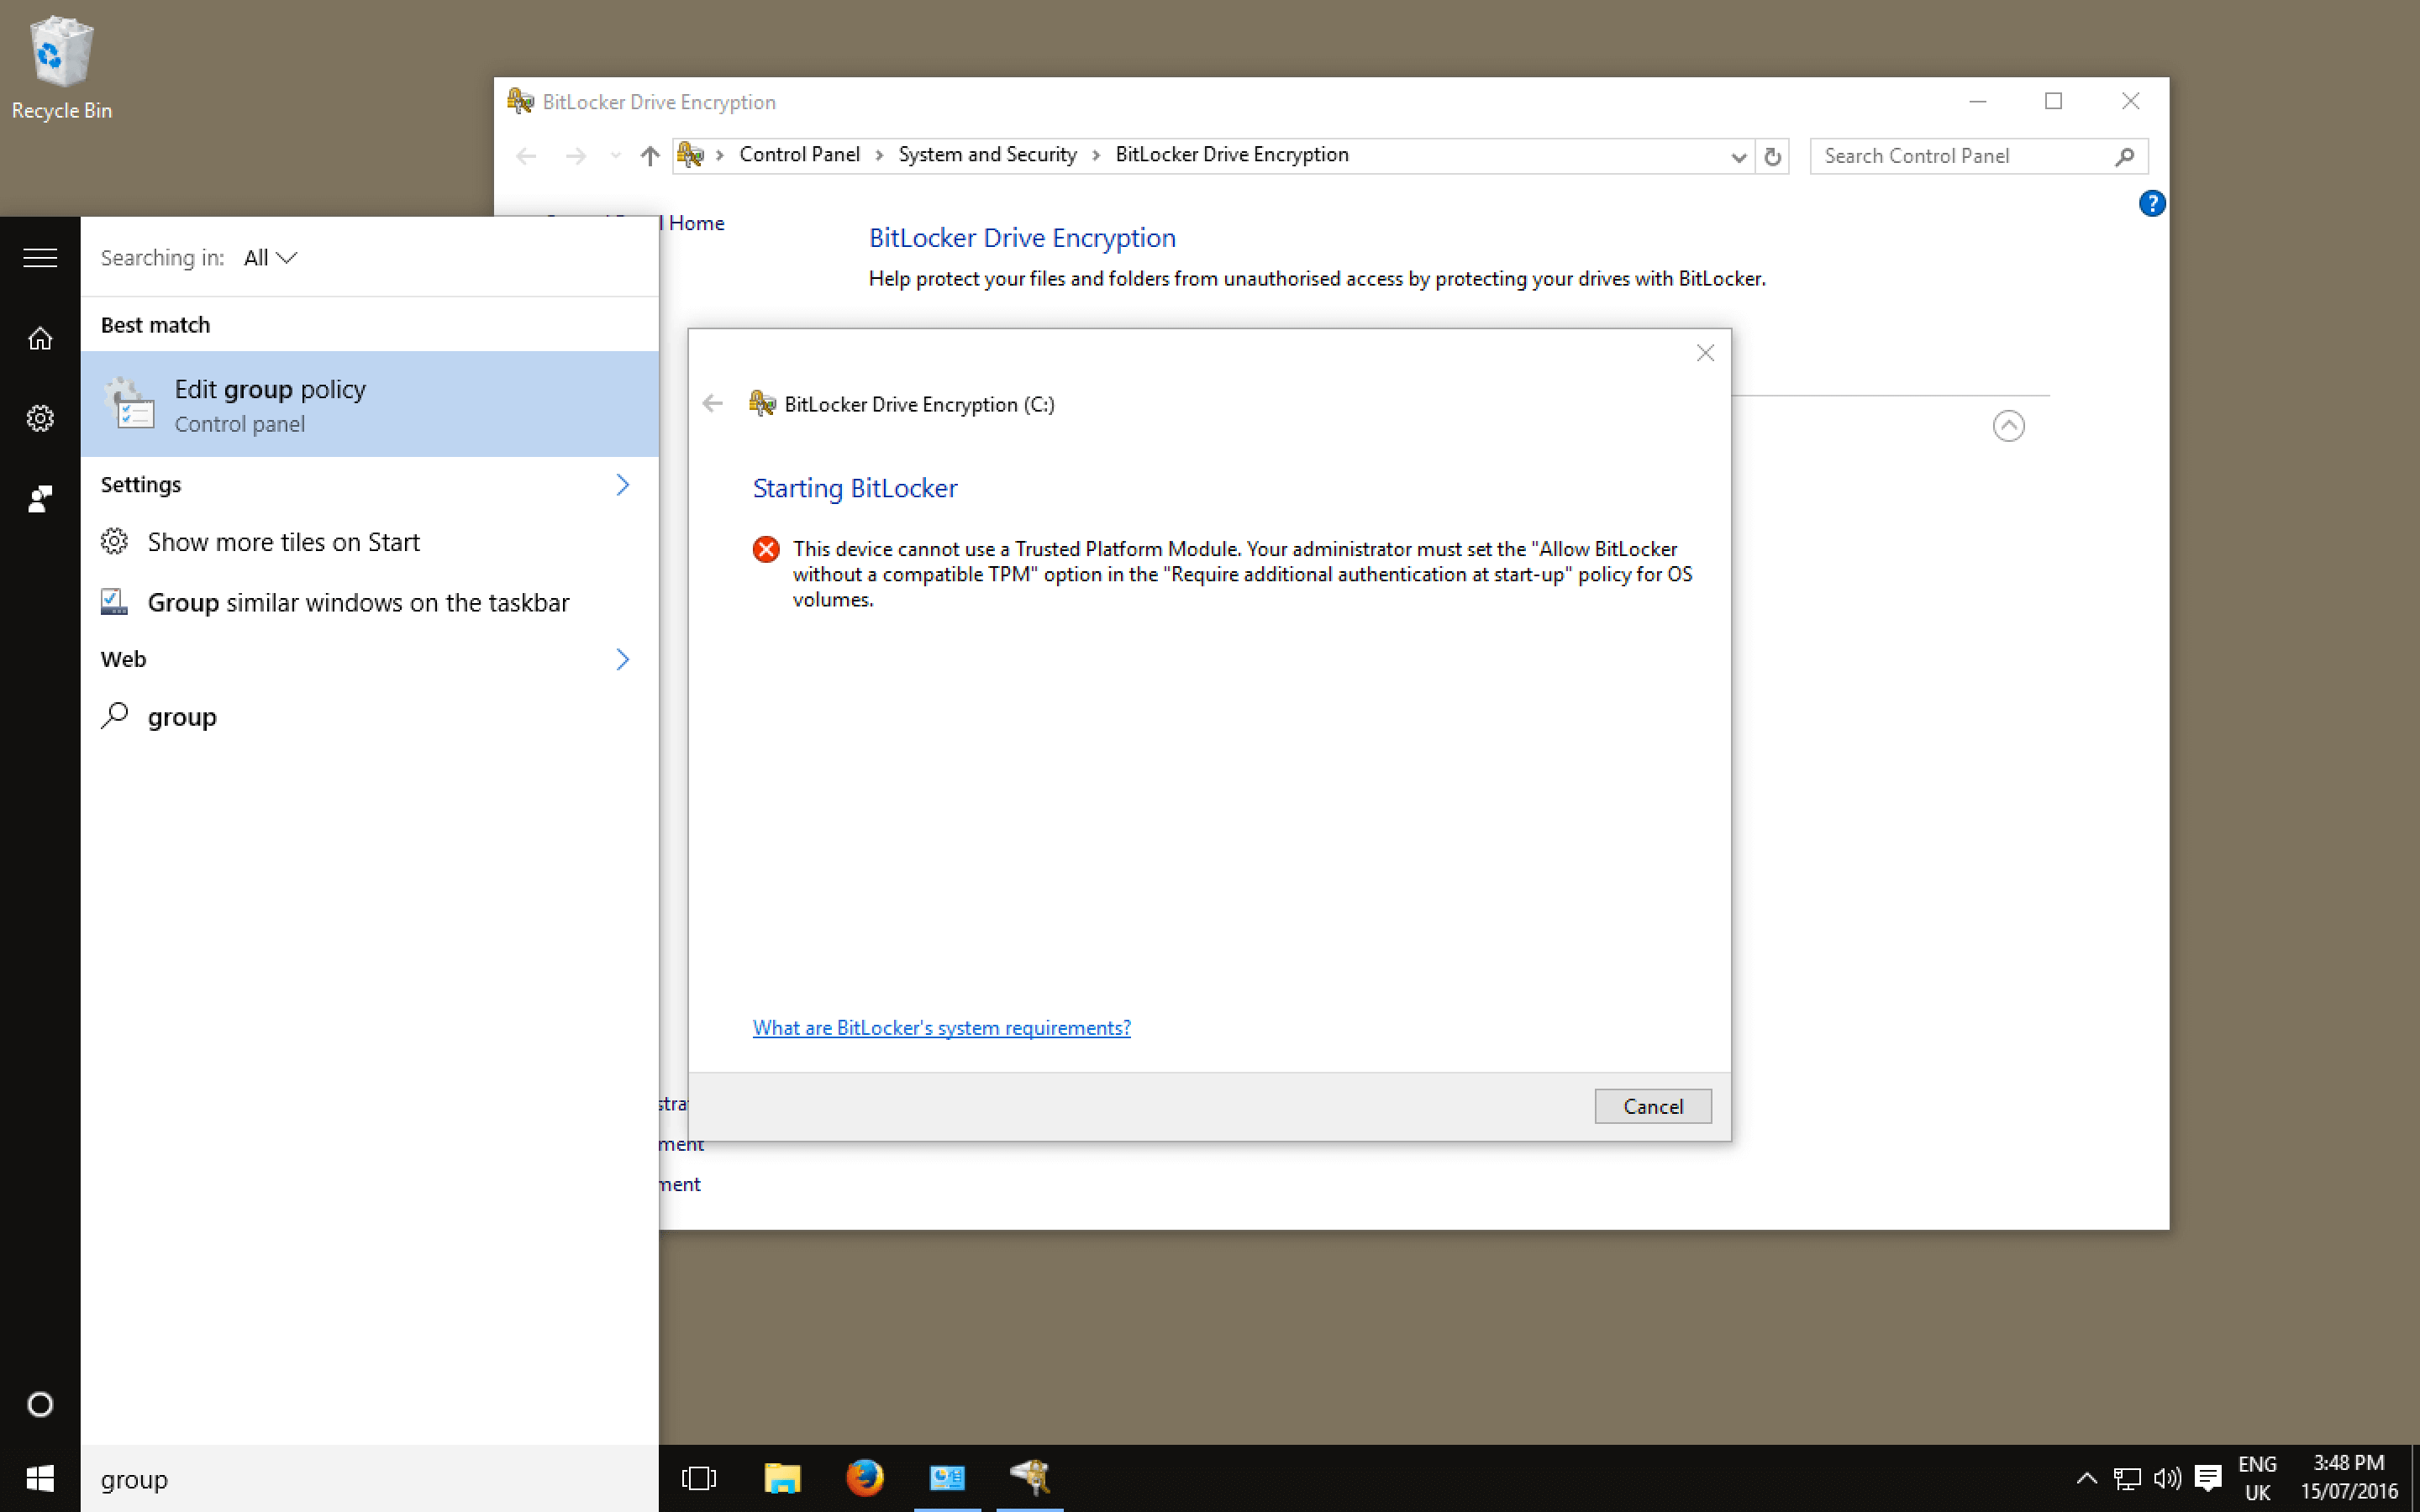 Recycle Bin
BitLocker Drive Encryption
Control Panel
System and Security
BitLocker Drive Encryption
Search Control Panel
Home
BitLocker Drive Encryption
Help protect your files and folders from unauthorised access by protecting your drives with BitLocker.
Searching in: All
Best match
Edit group policy
Control panel
Settings
Show more tiles on Start
Group similar windows on the taskbar
Web
group
BitLocker Drive Encryption (C:)
Starting BitLocker
This device cannot use a Trusted Platform Module. Your administrator must set the "Allow BitLocker
without a compatible TPM" option in the "Require additional authentication at start-up" policy for OS
volumes.
What are BitLocker's system requirements?
Cancel
group
ENG
UK
3:48 PM
15/07/2016